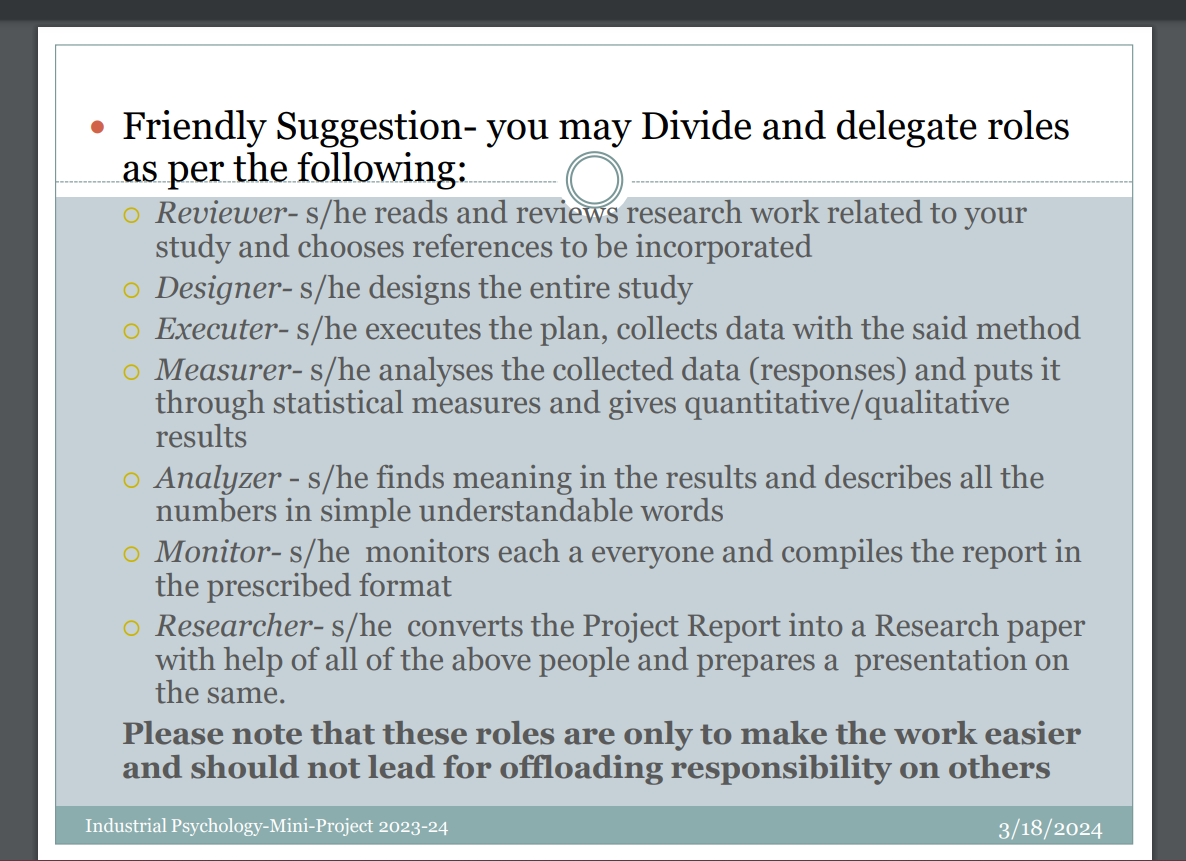 Friendly Suggestion- you may Divide and delegate roles
as per the following:
Reviewer- s/he reads and reviews research work related to your
study and chooses references to be incorporated
Designer- s/he designs the entire study
Executer- s/he executes the plan, collects data with the said method
Measurer- s/he analyses the collected data (responses) and puts it
through statistical measures and gives quantitative/qualitative
results
Analyzer - s/he finds meaning in the results and describes all the
numbers in simple understandable words
Monitor- s/he  monitors each a everyone and compiles the report in
the prescribed format
Researcher- s/he  converts the Project Report into a Research paper
with help of all of the above people and prepares a  presentation on
the same.
Please note that these roles are only to make the work easier
and should not lead for offloading responsibility on others
Industrial Psychology-Mini-Project 2023-24
3/18/2024